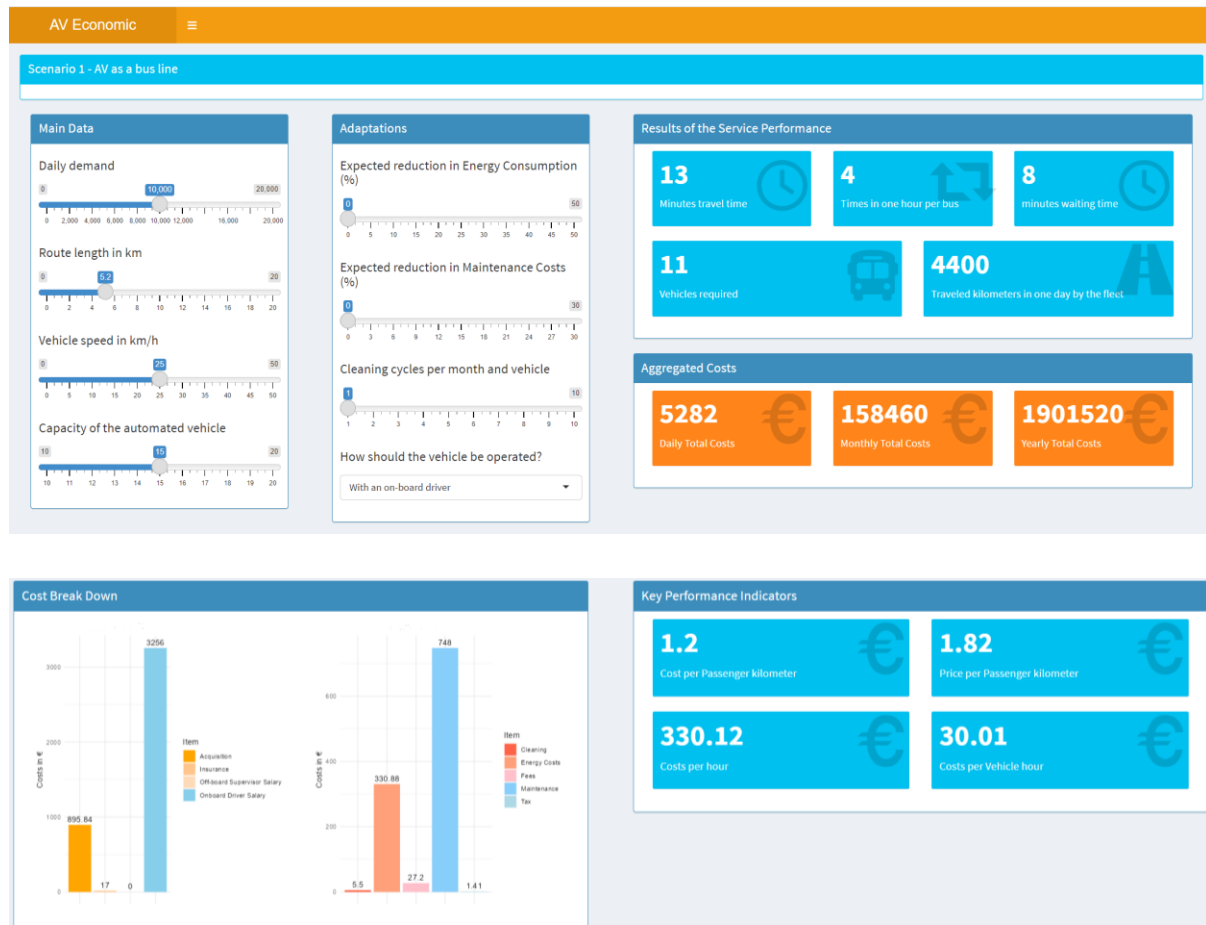 AV Economic
Scenario 1 - AV as a bus line
Main Data
Daily demand
0 10,000 20,000
0 2,000 4,000 6,000 8,000 10,000 12,000 16,000 20,000
Route length in km
0 5.2 20
0 2 4 6 8 10 12 14 16 18 20
Vehicle speed in km/h
0 25 50
0 5 10 15 20 25 30 35 40 45 50
Capacity of the automated vehicle
10 15 20
10 11 12 13 14 15 16 17 18 19 20
Adaptations
Expected reduction in Energy Consumption
(%)
0 50
0 5 10 15 20 25 30 35 40 45 50
Expected reduction in Maintenance Costs
(%)
0 30
0 3 6 9 12 15 18 21 24 27 30
Cleaning cycles per month and vehicle
1 10
1 2 3 4 5 6 7 8 9 10
How should the vehicle be operated?
With an on-board driver
Results of the Service Performance
13
Minutes travel time
4
Times in one hour per bus
8
minutes waiting time
11
Vehicles required
4400
Traveled kilometers in one day by the fleet
Aggregated Costs
5282 €
Daily Total Costs
158460 €
Monthly Total Costs
1901520 €
Yearly Total Costs
Cost Break Down
Costs in €
3000
2000
1000
0
895.84
17
0
3256
Item
Acquisition
Insurance
Off-board Supervisor Salary
Onboard Driver Salary
Costs in €
600
400
200
0
5.5
330.88
27.2
748
1.41
Item
Cleaning
Energy Costs
Fees
Maintenance
Tax
Key Performance Indicators
1.2 €
Cost per Passenger kilometer
1.82 €
Price per Passenger kilometer
330.12 €
Costs per hour
30.01 €
Costs per Vehicle hour